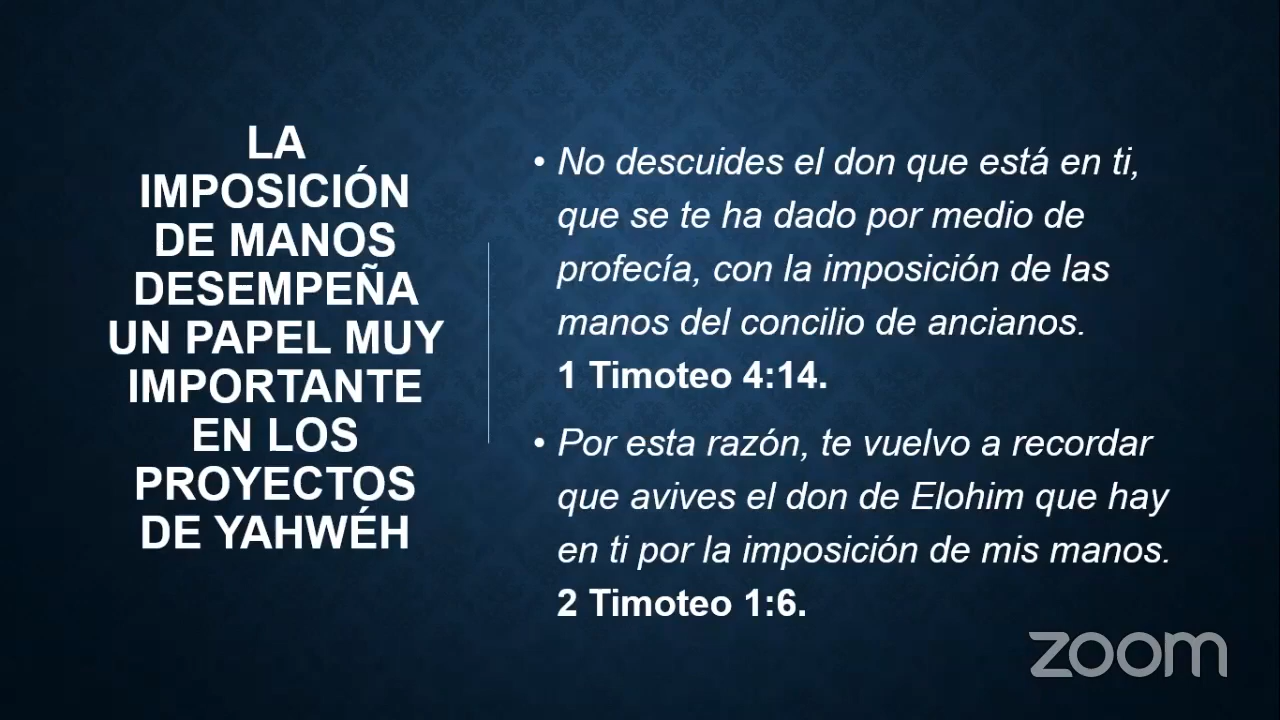 LA
IMPOSICIÓN
DE MANOS
DESEMPEÑA
UN PAPEL MUY
IMPORTANTE
EN LOS
PROYECTOS
DE YAHWÉH
• No descuides el don que está en ti,
que se te ha dado por medio de
profecía, con la imposición de las
manos del concilio de ancianos.
1 Timoteo 4:14.
• Por esta razón, te vuelvo a recordar
que avives el don de Elohim que hay
en ti por la imposición de mis manos.
2 Timoteo 1:6.
zoom